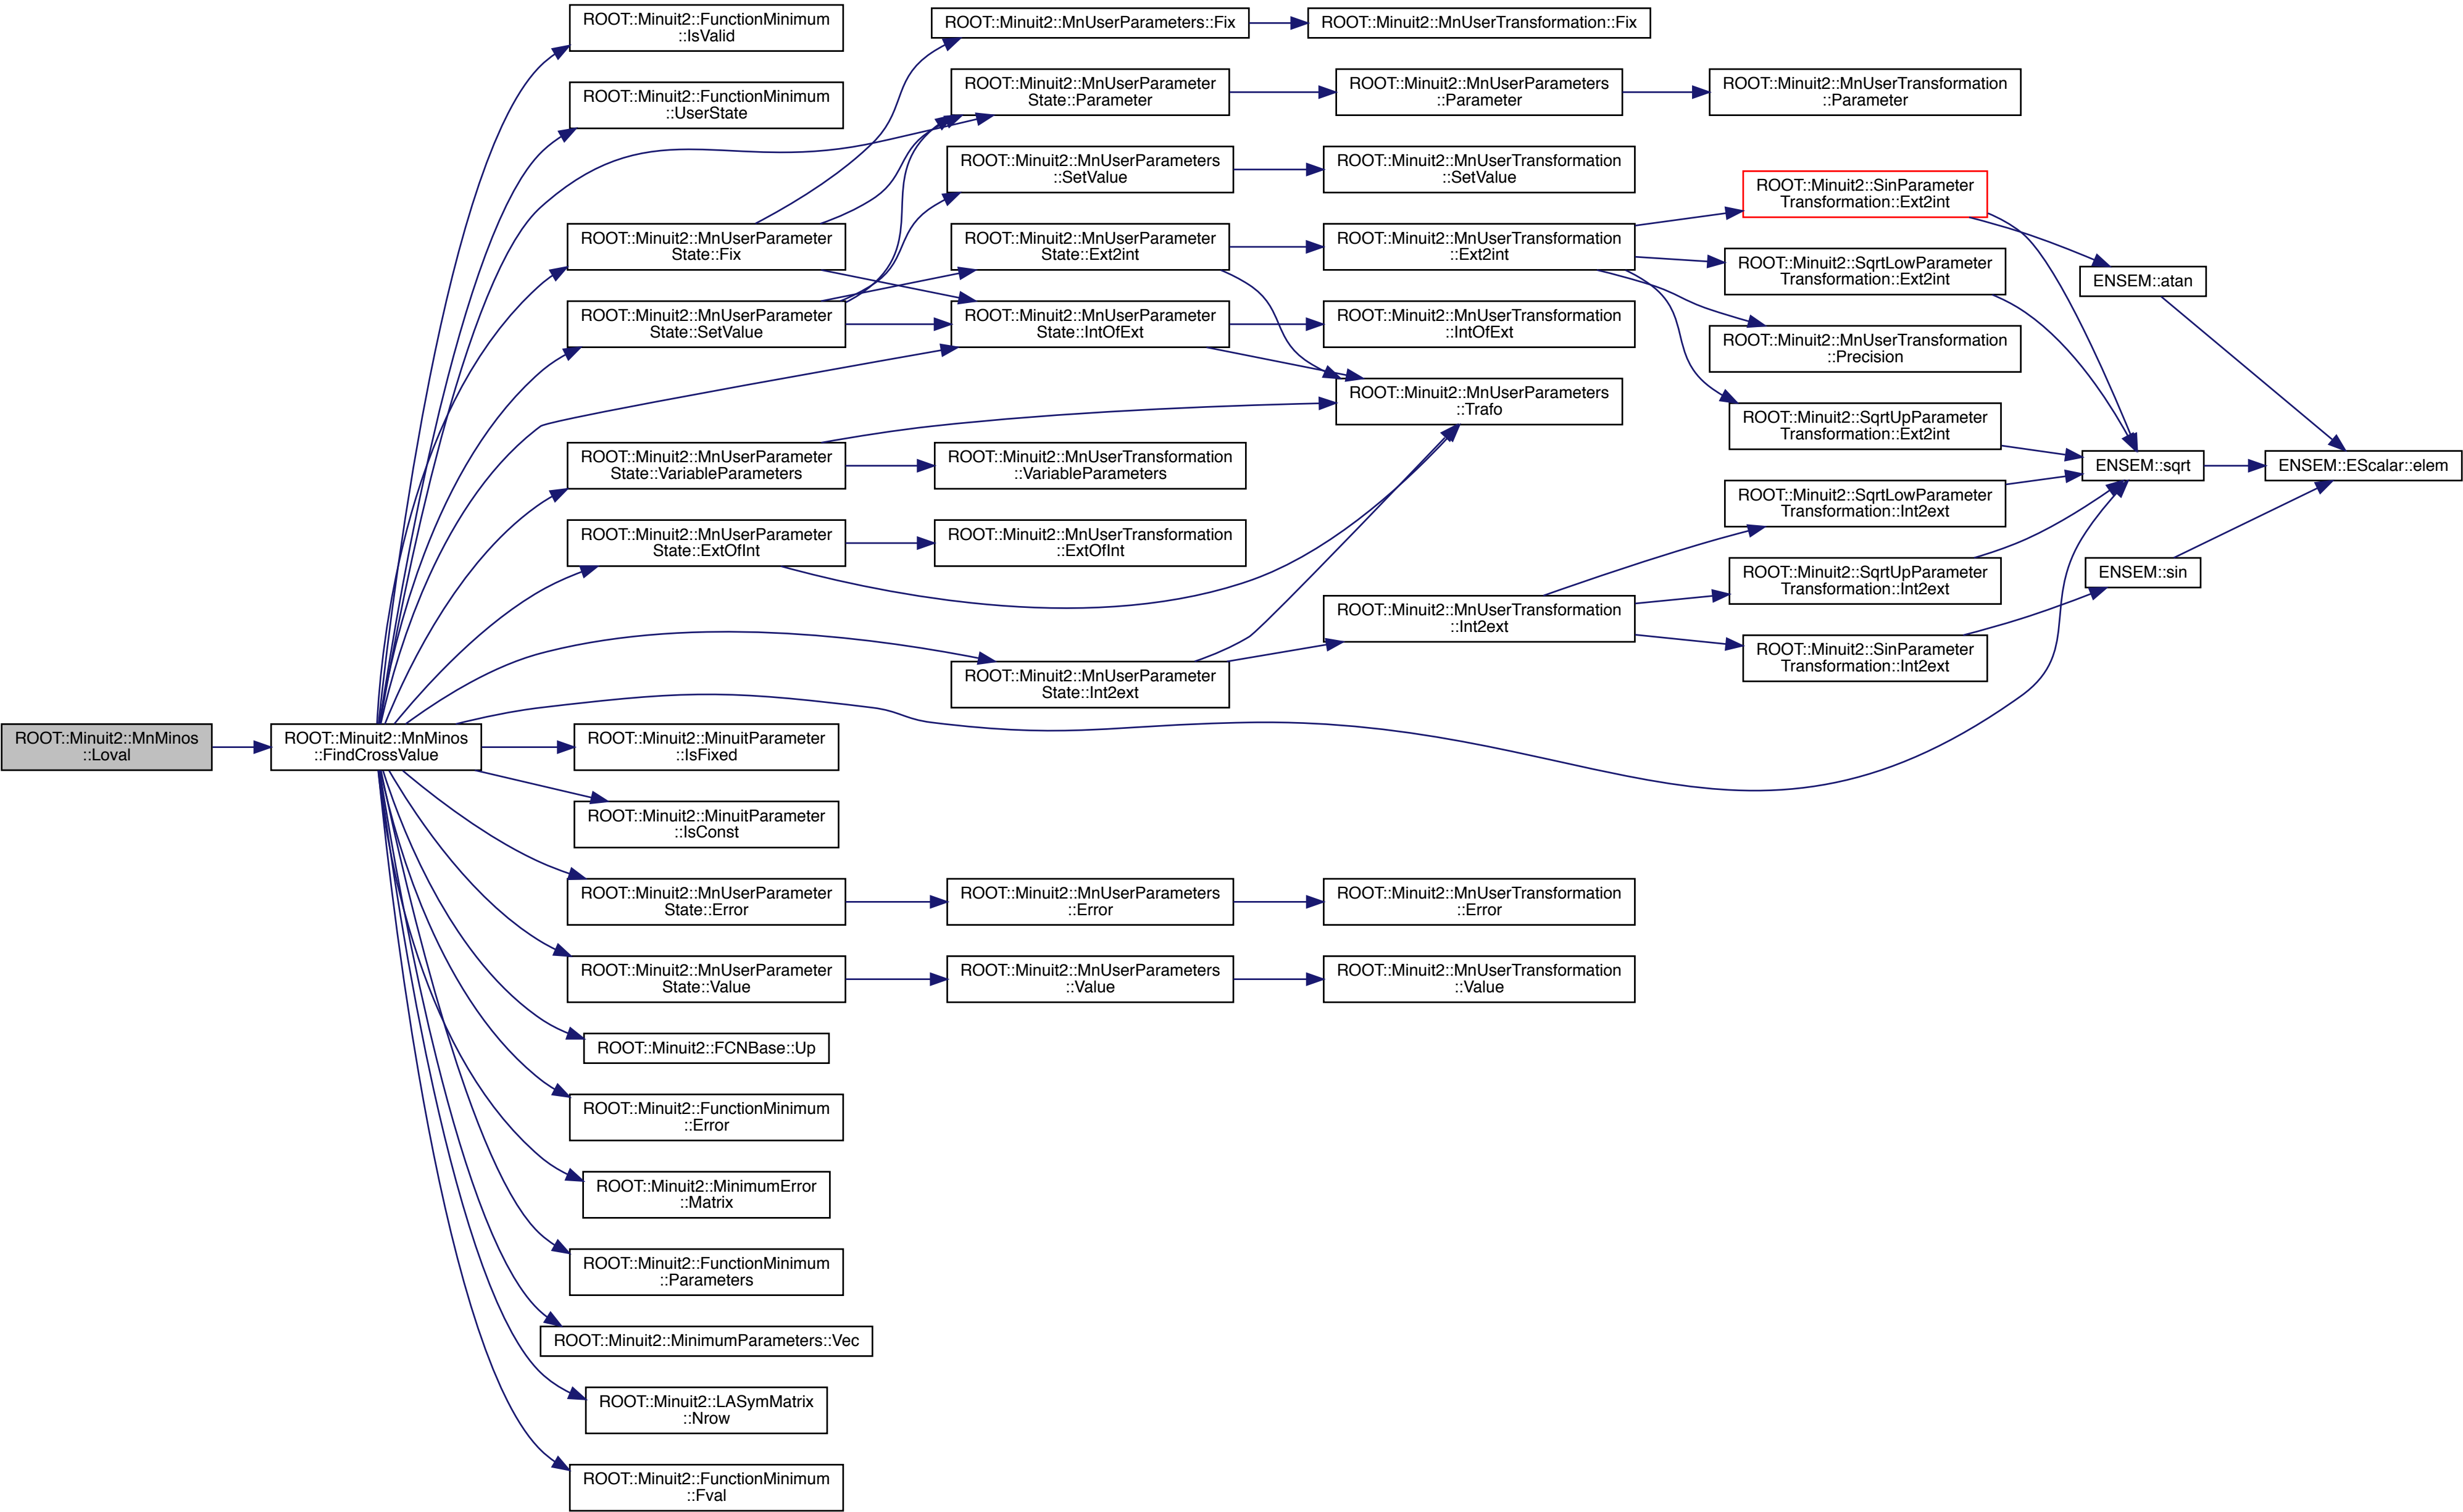 ROOT::Minuit2::MnMinos
::Loval
ROOT::Minuit2::MnMinos
::FindCrossValue
ROOT::Minuit2::FunctionMinimum
::IsValid
ROOT::Minuit2::FunctionMinimum
::UserState
ROOT::Minuit2::MnUserParameter
State::Fix
ROOT::Minuit2::MnUserParameter
State::SetValue
ROOT::Minuit2::MnUserParameter
State::VariableParameters
ROOT::Minuit2::MnUserParameter
State::ExtOfInt
ROOT::Minuit2::MinuitParameter
::IsFixed
ROOT::Minuit2::MinuitParameter
::IsConst
ROOT::Minuit2::MnUserParameter
State::Error
ROOT::Minuit2::MnUserParameter
State::Value
ROOT::Minuit2::FCNBase::Up
ROOT::Minuit2::FunctionMinimum
::Error
ROOT::Minuit2::MinimumError
::Matrix
ROOT::Minuit2::FunctionMinimum
::Parameters
ROOT::Minuit2::MinimumParameters::Vec
ROOT::Minuit2::LASymMatrix
::Nrow
ROOT::Minuit2::FunctionMinimum
::Fval
ROOT::Minuit2::MnUserParameters::Fix
ROOT::Minuit2::MnUserParameter
State::Parameter
ROOT::Minuit2::MnUserParameters
::SetValue
ROOT::Minuit2::MnUserParameter
State::Ext2int
ROOT::Minuit2::MnUserParameter
State::IntOfExt
ROOT::Minuit2::MnUserTransformation
::VariableParameters
ROOT::Minuit2::MnUserTransformation
::ExtOfInt
ROOT::Minuit2::MnUserParameter
State::Int2ext
ROOT::Minuit2::MnUserParameters
::Error
ROOT::Minuit2::MnUserParameters
::Value
ROOT::Minuit2::MnUserTransformation::Fix
ROOT::Minuit2::MnUserParameters
::Parameter
ROOT::Minuit2::MnUserTransformation
::SetValue
ROOT::Minuit2::MnUserTransformation
::Ext2int
ROOT::Minuit2::MnUserTransformation
::IntOfExt
ROOT::Minuit2::MnUserParameters
::Trafo
ROOT::Minuit2::MnUserTransformation
::Int2ext
ROOT::Minuit2::MnUserTransformation
::Error
ROOT::Minuit2::MnUserTransformation
::Value
ROOT::Minuit2::MnUserTransformation
::Parameter
ROOT::Minuit2::SinParameter
Transformation::Ext2int
ROOT::Minuit2::SqrtLowParameter
Transformation::Ext2int
ROOT::Minuit2::MnUserTransformation
::Precision
ROOT::Minuit2::SqrtUpParameter
Transformation::Ext2int
ROOT::Minuit2::SqrtLowParameter
Transformation::Int2ext
ROOT::Minuit2::SqrtUpParameter
Transformation::Int2ext
ROOT::Minuit2::SinParameter
Transformation::Int2ext
ENSEM::atan
ENSEM::sqrt
ENSEM::sin
ENSEM::EScalar::elem